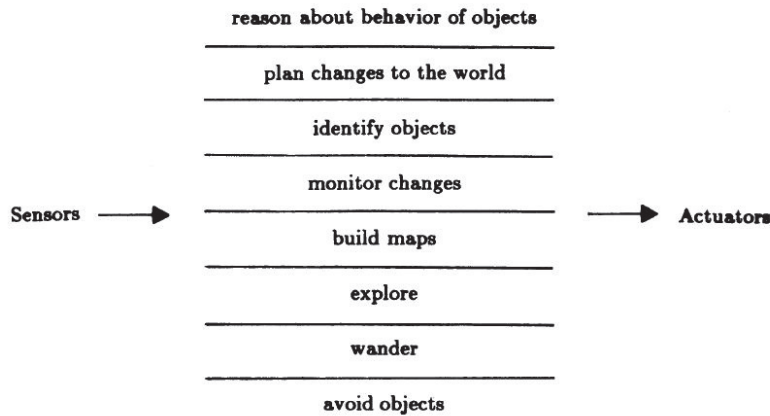 reason about behavior of objects
plan changes to the world
identify objects
monitor changes
Sensors
Actuators
build maps
explore
wander
avoid objects